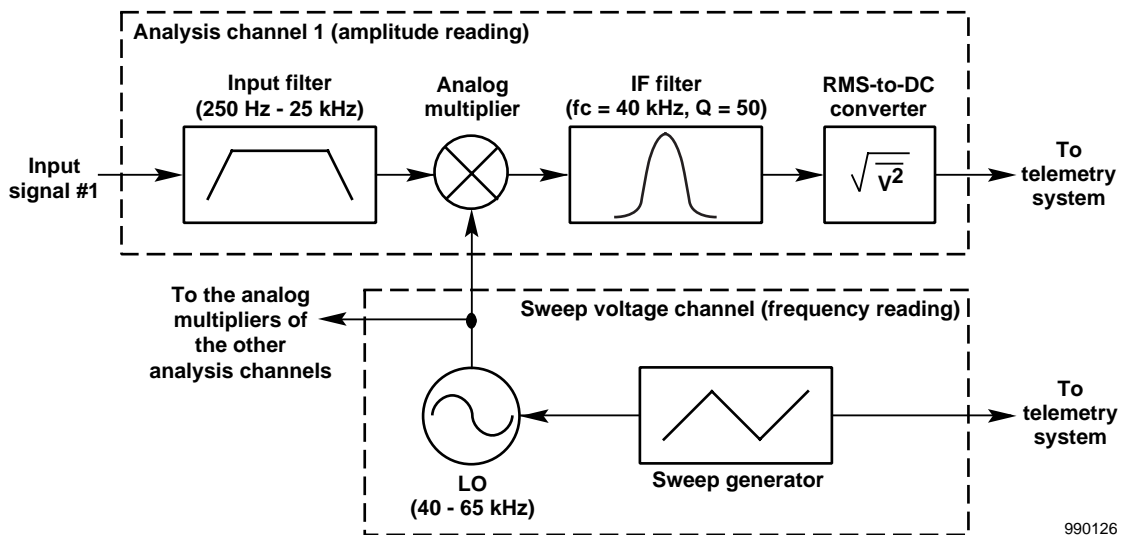 Analysis channel 1 (amplitude reading)
Input filter
(250 Hz - 25 kHz)
Analog
multiplier
IF filter
(fc = 40 kHz, Q = 50)
RMS-to-DC
converter
Input
signal #1
√V²
To
telemetry
system
To the analog
multipliers of
the other
analysis channels
Sweep voltage channel (frequency reading)
LO
(40 - 65 kHz)
Sweep generator
To
telemetry
system
990126